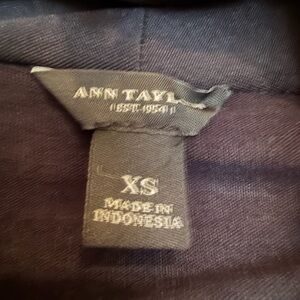 ANN TAYL
EST. 1954
XS
MADE IN
INDONESIA